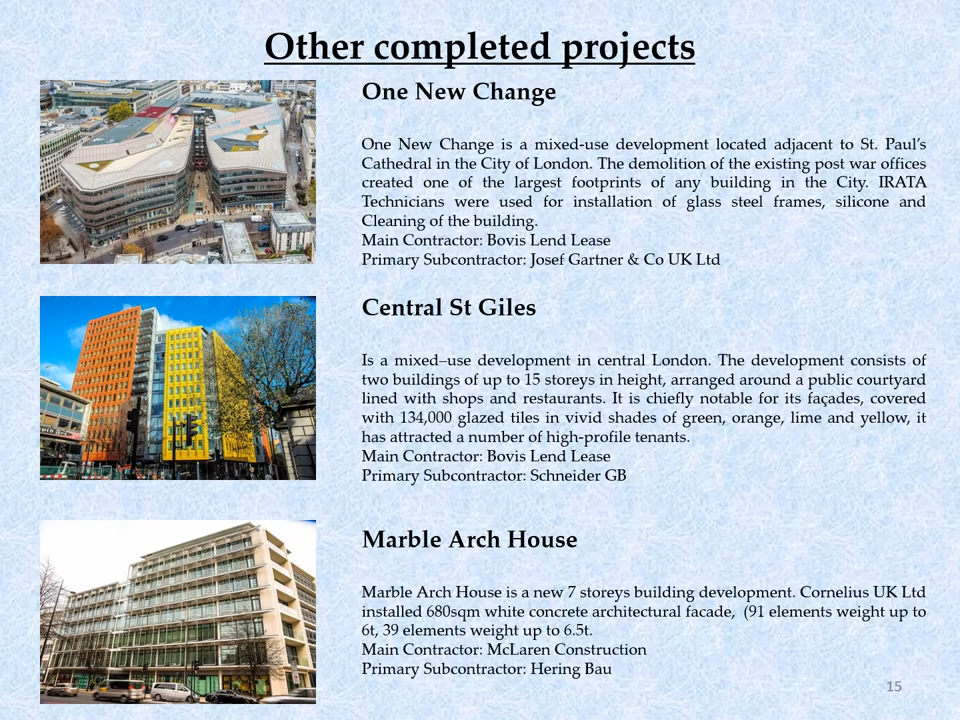 Other completed projects
One New Change
One New Change is a mixed-use development located adjacent to St. Paul’s
Cathedral in the City of London. The demolition of the existing post war offices
created one of the largest footprints of any building in the City. IRATA
Technicians were used for installation of glass steel frames, silicone and
Cleaning of the building.
Main Contractor: Bovis Lend Lease
Primary Subcontractor: Josef Gartner & Co UK Ltd
Central St Giles
Is a mixed–use development in central London. The development consists of
two buildings of up to 15 storeys in height, arranged around a public courtyard
lined with shops and restaurants. It is chiefly notable for its façades, covered
with 134,000 glazed tiles in vivid shades of green, orange, lime and yellow, it
has attracted a number of high-profile tenants.
Main Contractor: Bovis Lend Lease
Primary Subcontractor: Schneider GB
Marble Arch House
Marble Arch House is a new 7 storeys building development. Cornelius UK Ltd
installed 680sqm white concrete architectural facade,  (91 elements weight up to
6t, 39 elements weight up to 6.5t.
Main Contractor: McLaren Construction
Primary Subcontractor: Hering Bau
15